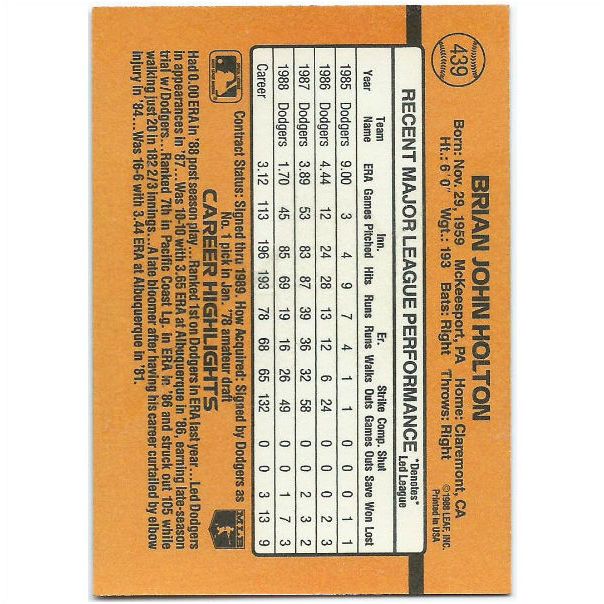 439
BRIAN JOHN HOLTON
Born: Nov. 29, 1959 McKeesport, PA Home: Claremont, CA
Ht.: 6' 0" Wgt.: 193 Bats: Right Throws: Right
©1988 LEAF, INC.
Printed in USA
RECENT MAJOR LEAGUE PERFORMANCE
"Denotes"
Led League
Team Inn. Er. Strike Comp. Shut
Year Name ERA Games Pitched Hits Runs Runs Walks Outs Games Outs Save Won Lost
1985 Dodgers 9.00 3 4 9 7 4 1 1 0 0 0 1 1
1986 Dodgers 4.44 12 24 28 13 12 6 24 0 0 0 2 3
1987 Dodgers 3.89 53 83 87 39 36 32 58 0 0 2 3 2
1988 Dodgers 1.70 45 85 69 19 16 26 49 0 0 1 7 3
Career 3.12 113 196 193 78 68 65 132 0 0 3 13 9
Contract Status: Signed thru 1989 How Acquired: Signed by Dodgers as
No. 1 pick in Jan. '78 amateur draft
CAREER HIGHLIGHTS
Had 0.00 ERA in '88 post season play ... Ranked 1st on Dodgers in ERA last year ... Led Dodgers
in appearances in '87 ... Was 10-10 with 3.65 ERA at Albuquerque in '86, earning late-season
trial w/Dodgers ... Ranked 7th in Pacific Coast Lg. in ERA in '86 and struck out 105 while
walking just 20 in 182 2/3 innings ... A late bloomer after having his career curtailed by elbow
injury in '84 ... Was 16-6 with 3.44 ERA at Albuquerque in '81.